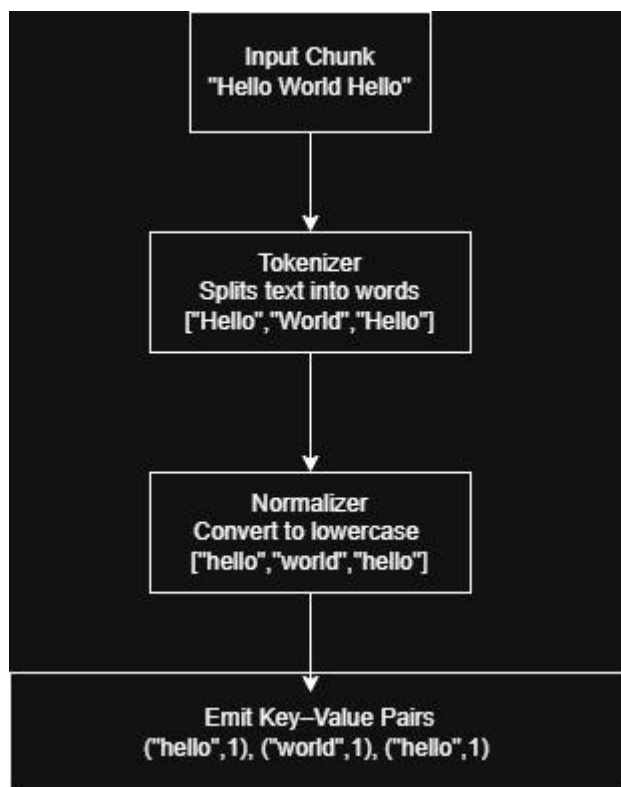 Input Chunk
"Hello World Hello"
Tokenizer
Splits text into words
["Hello","World","Hello"]
Normalizer
Convert to lowercase
["hello","world","hello"]
Emit Key–Value Pairs
("hello",1), ("world",1), ("hello",1)